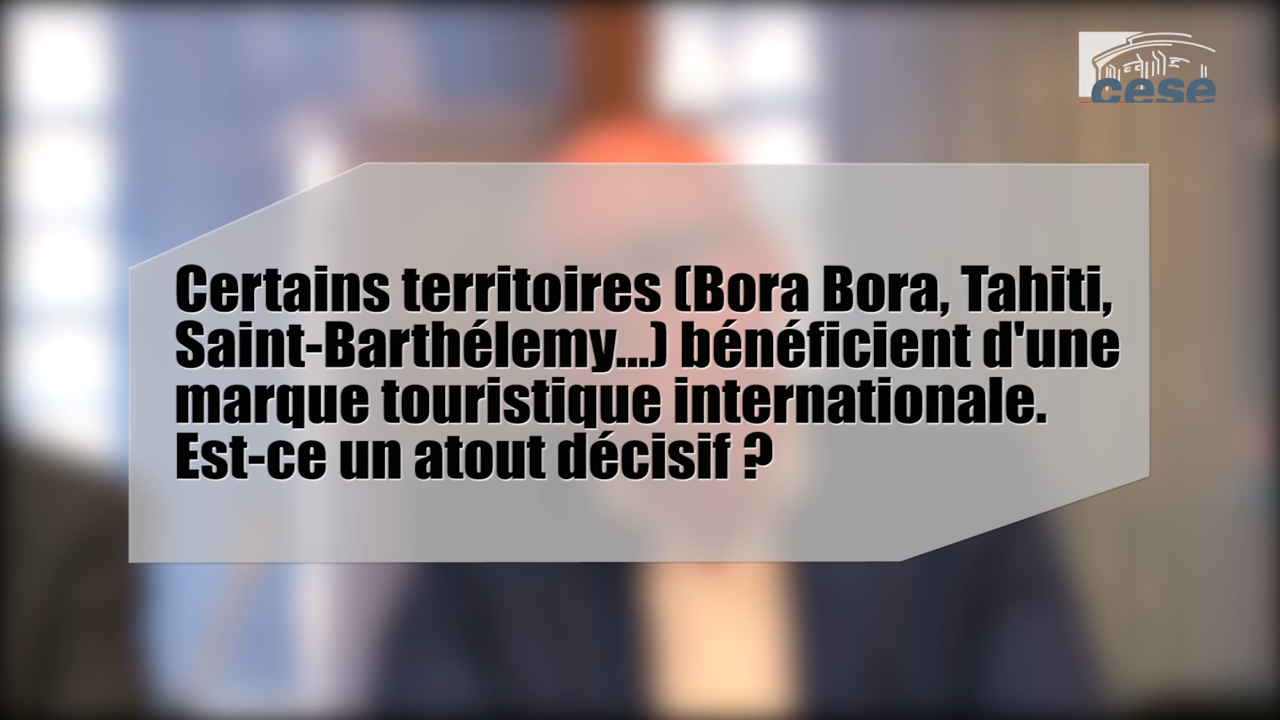 cese
Certains territoires (Bora Bora, Tahiti,
Saint-Barthélemy...) bénéficient d'une
marque touristique internationale.
Est-ce un atout décisif ?